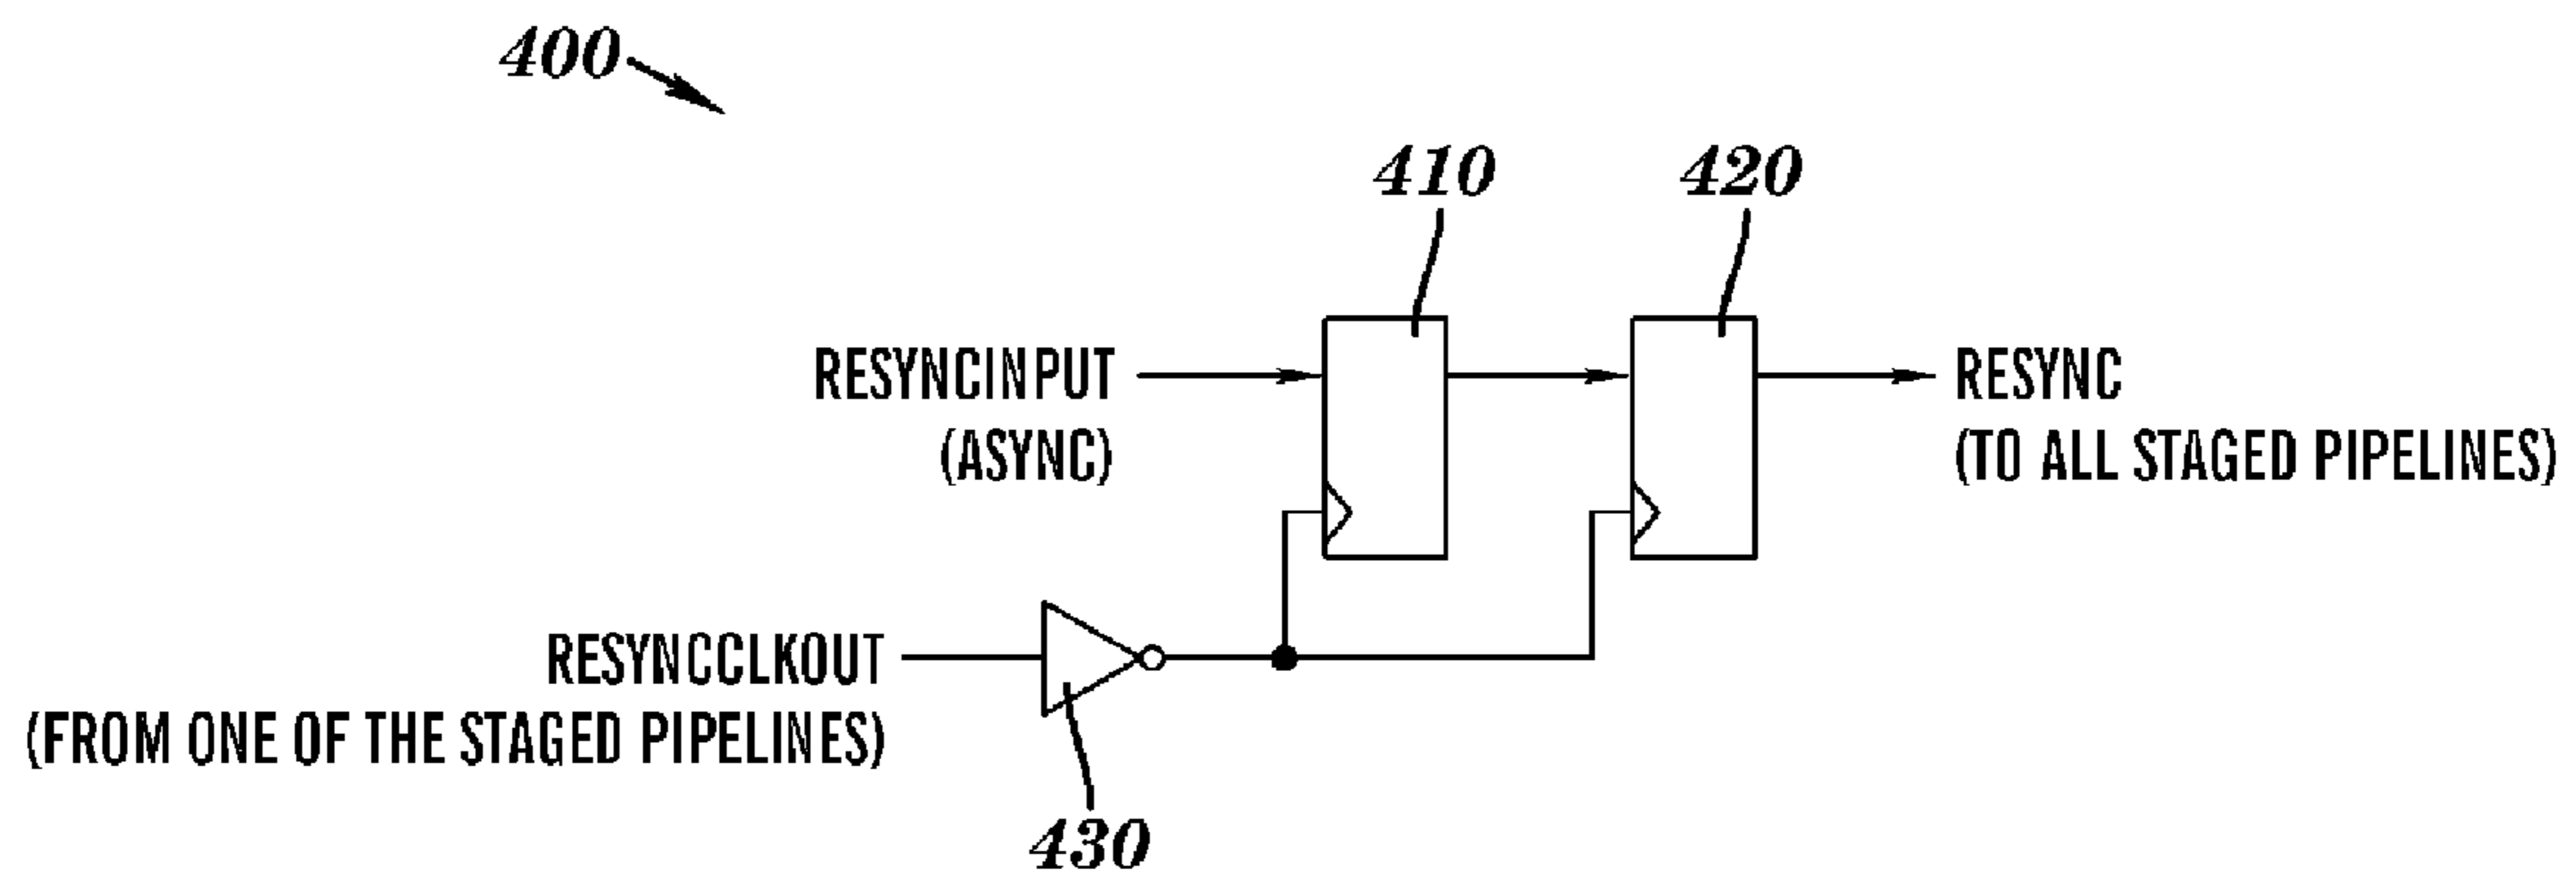 400
410
420
RESYNCINPUT
(ASYNC)
RESYNC
(TO ALL STAGED PIPELINES)
RESYNCCLKOUT
(FROM ONE OF THE STAGED PIPELINES)
430